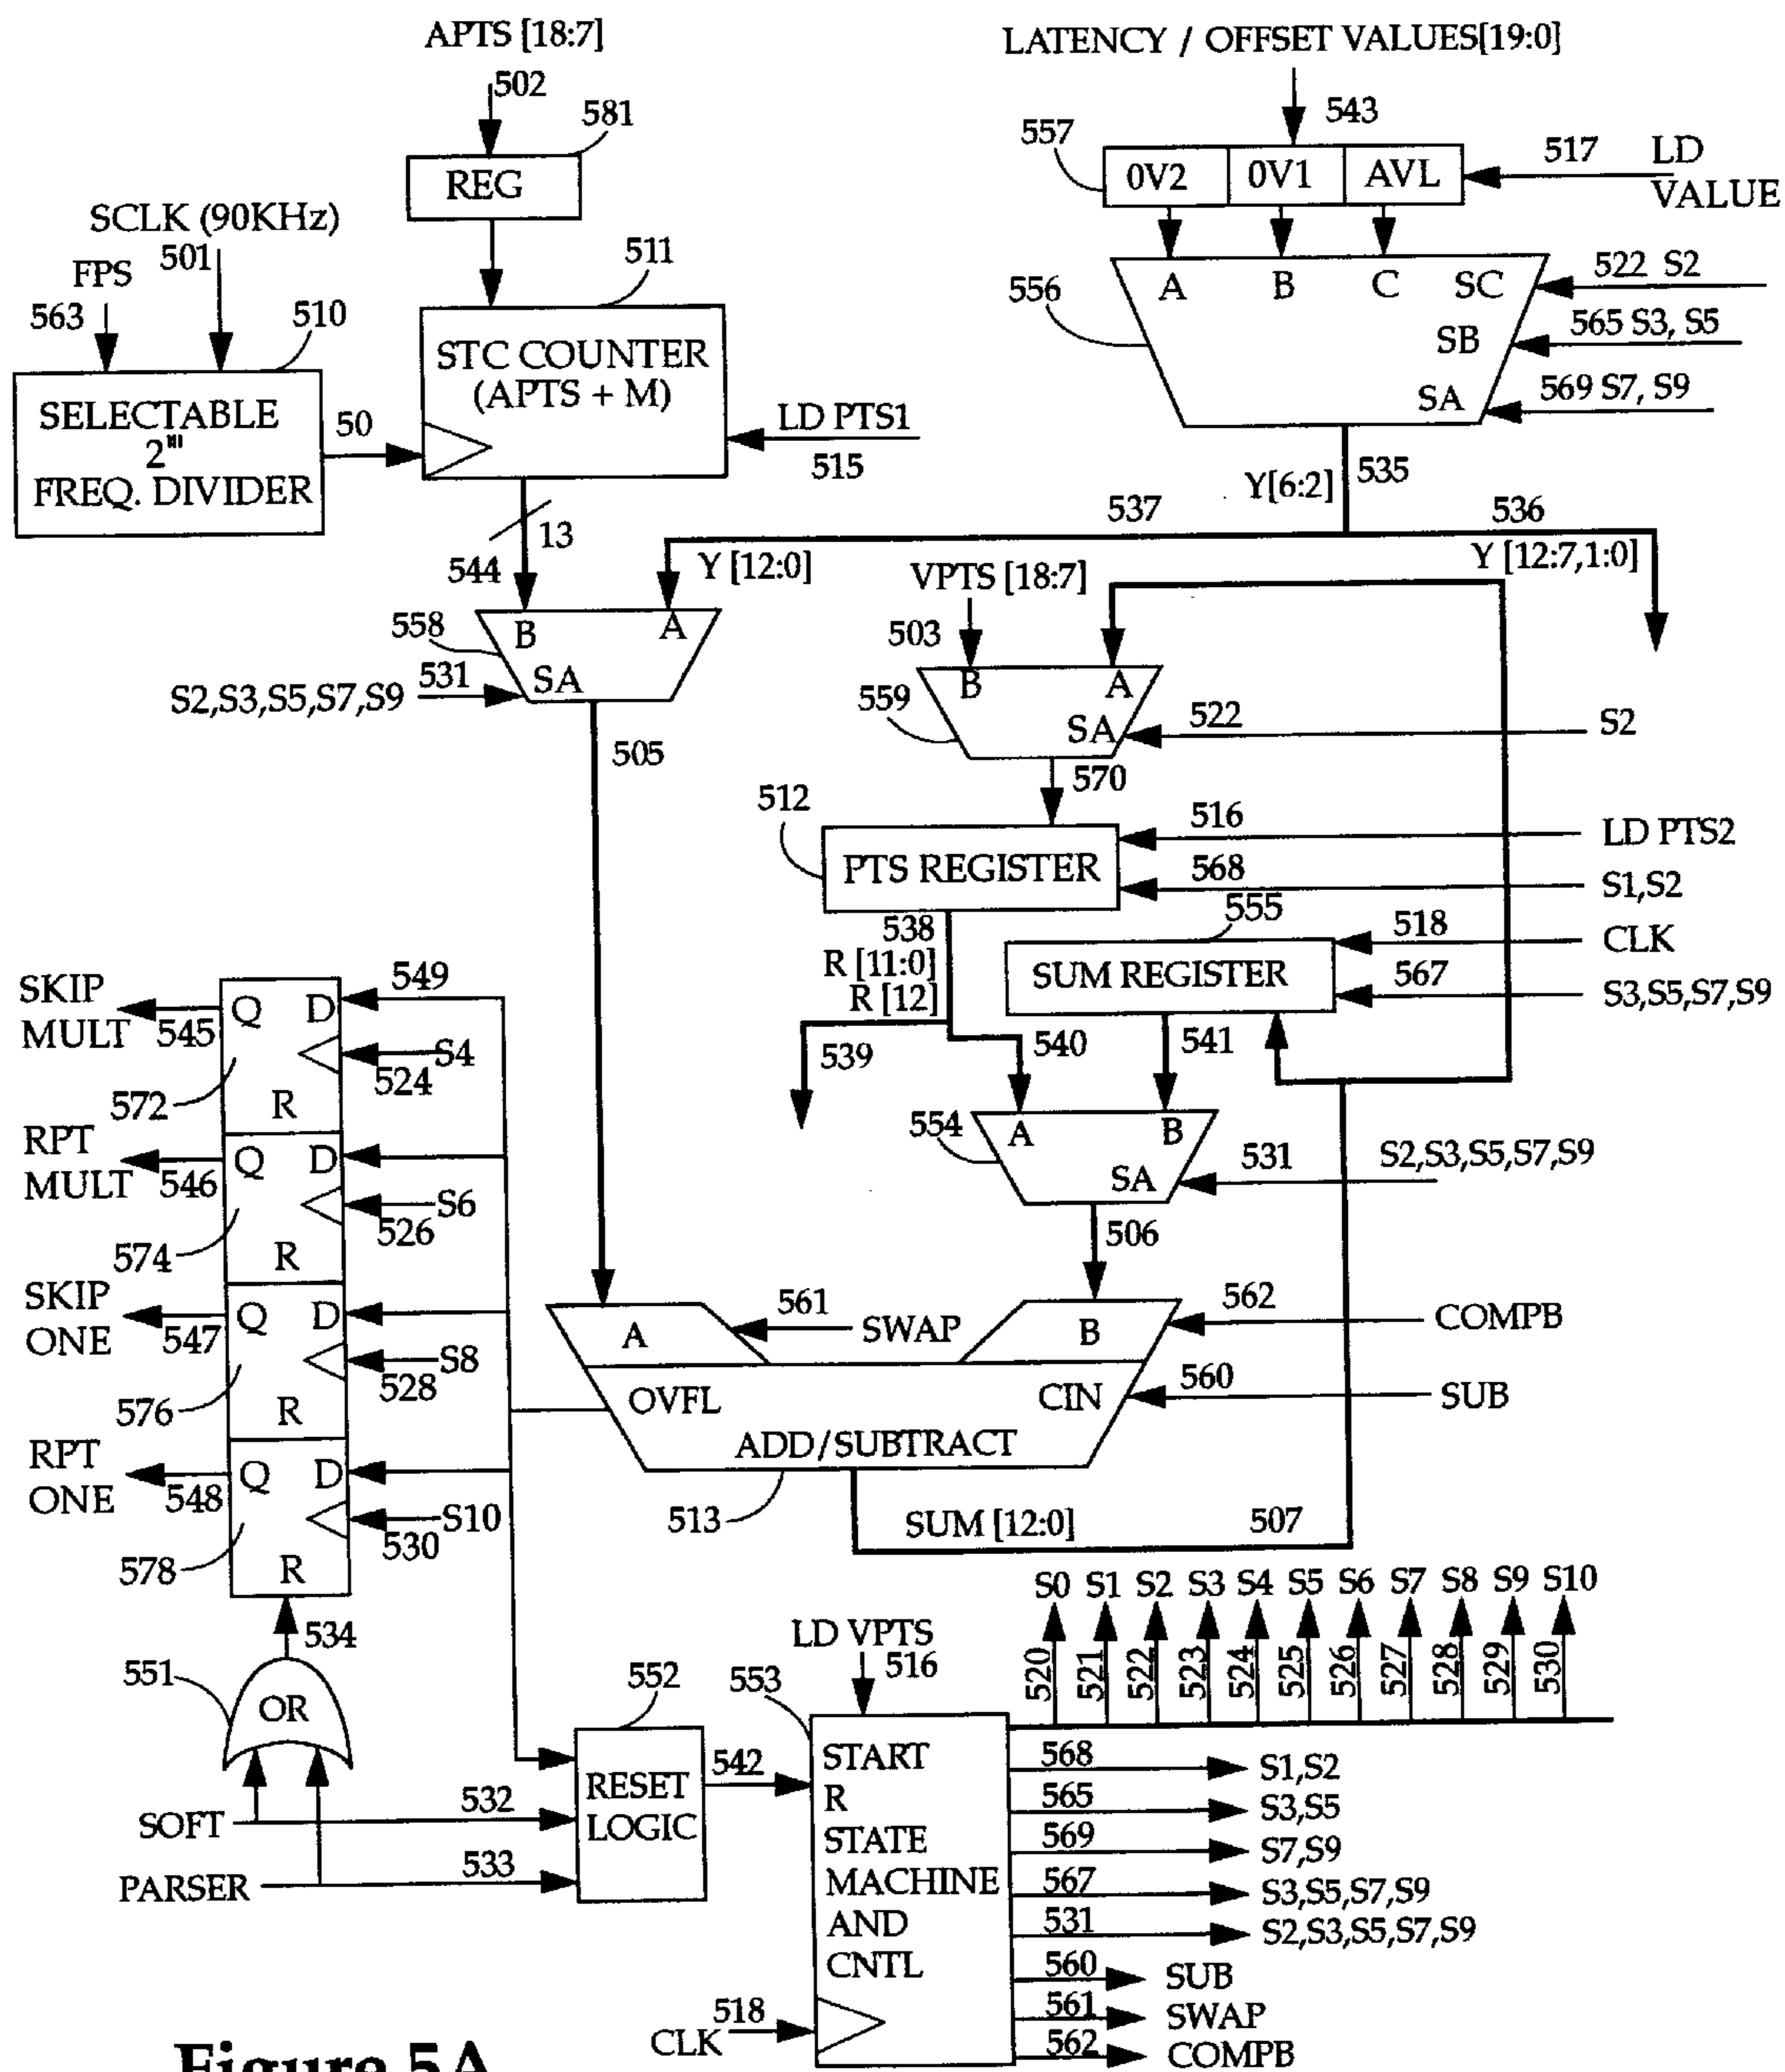 APTS [18:7]
502
581
REG
LATENCY / OFFSET VALUES[19:0]
543
557
0V2
0V1
AVL
517
LD
VALUE
SCLK (90KHz)
501
FPS
563
510
511
STC COUNTER
(APTS + M)
LD PTS1
515
SELECTABLE
FREQ. DIVIDER
50
556
A
B
C
SC
SB
SA
522 S2
565 S3, S5
569 S7, S9
Y[6:2]
535
537
536
Y [12:7,1:0]
Y [12:0]
13
544
558
B
A
SA
531
S2,S3,S5,S7,S9
505
VPTS [18:7]
503
B
A
SA
559
522
S2
570
512
PTS REGISTER
516
LD PTS2
568
S1,S2
538
R [11:0]
R [12]
539
540
555
SUM REGISTER
518
CLK
567
S3,S5,S7,S9
541
554
A
B
SA
531
S2,S3,S5,S7,S9
506
SKIP
MULT
545
Q
D
549
S4
524
572
R
RPT
MULT
546
Q
D
S6
526
574
R
SKIP
ONE
547
Q
D
S8
528
576
R
RPT
ONE
548
Q
D
S10
530
578
R
A
561
SWAP
B
562
COMPB
OVFL
CIN
560
SUB
ADD/SUBTRACT
513
SUM [12:0]
507
534
551
OR
SOFT
532
PARSER
533
552
RESET
LOGIC
542
LD VPTS
516
553
START
R
STATE
MACHINE
AND
CNTL
CLK
518
S0 S1 S2 S3 S4 S5 S6 S7 S8 S9 S10
520 521 522 523 524 525 526 527 528 529 530
568
S1,S2
565
S3,S5
569
S7,S9
567
S3,S5,S7,S9
531
S2,S3,S5,S7,S9
560
SUB
561
SWAP
562
COMPB
Figure 5A